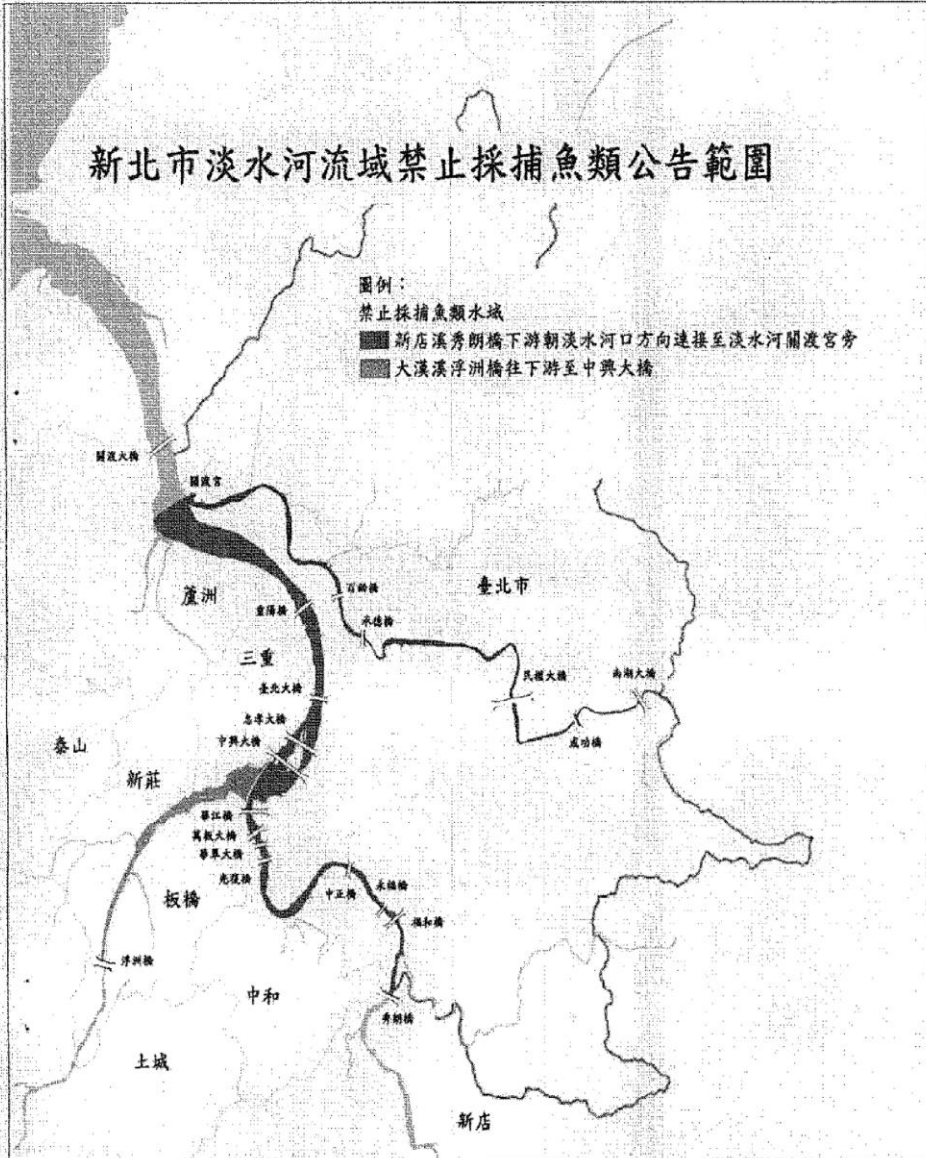 新北市淡水河流域禁止採捕魚類公告範圍
圖例：
禁止採捕魚類水域
新店溪秀朗橋下游朝淡水河口方向連接至淡水河關渡宮旁
大漢溪浮洲橋往下游至中興大橋
關渡大橋
關渡宮
蘆洲
重陽橋
百齡橋
承德橋
臺北市
三重
臺北大橋
民權大橋
南湖大橋
忠孝大橋
中興大橋
成功橋
泰山
新莊
華江橋
萬板大橋
華翠大橋
光復橋
板橋
中正橋
永福橋
福和橋
浮洲橋
中和
秀朗橋
土城
新店